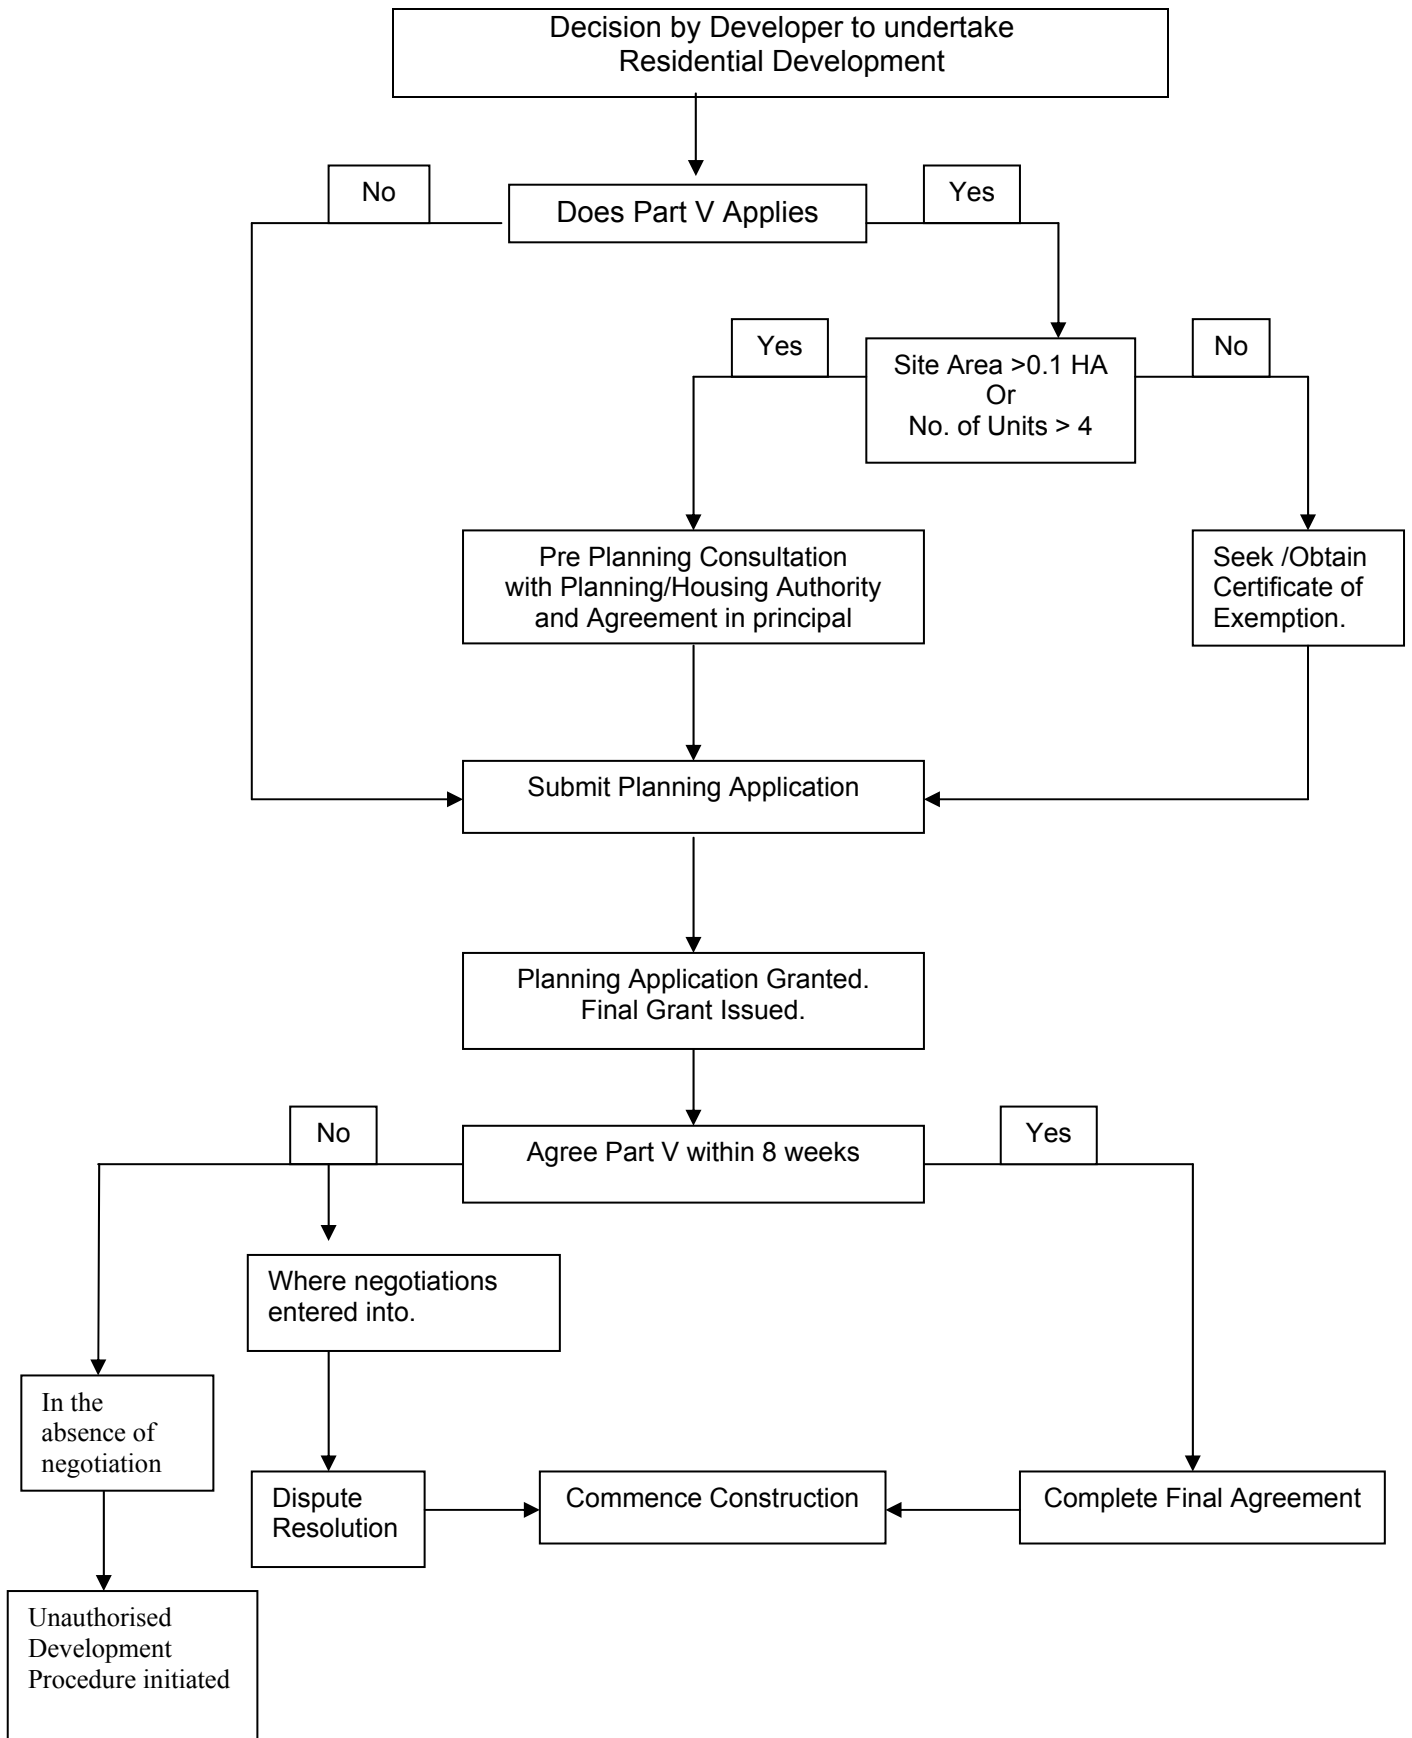 Decision by Developer to undertake
Residential Development
No
Does Part V Applies
Yes
Yes
Site Area >0.1 HA
Or
No. of Units > 4
No
Pre Planning Consultation
with Planning/Housing Authority
and Agreement in principal
Seek /Obtain
Certificate of
Exemption.
Submit Planning Application
Planning Application Granted.
Final Grant Issued.
No
Agree Part V within 8 weeks
Yes
Where negotiations
entered into.
In the
absence of
negotiation
Dispute
Resolution
Commence Construction
Complete Final Agreement
Unauthorised
Development
Procedure initiated